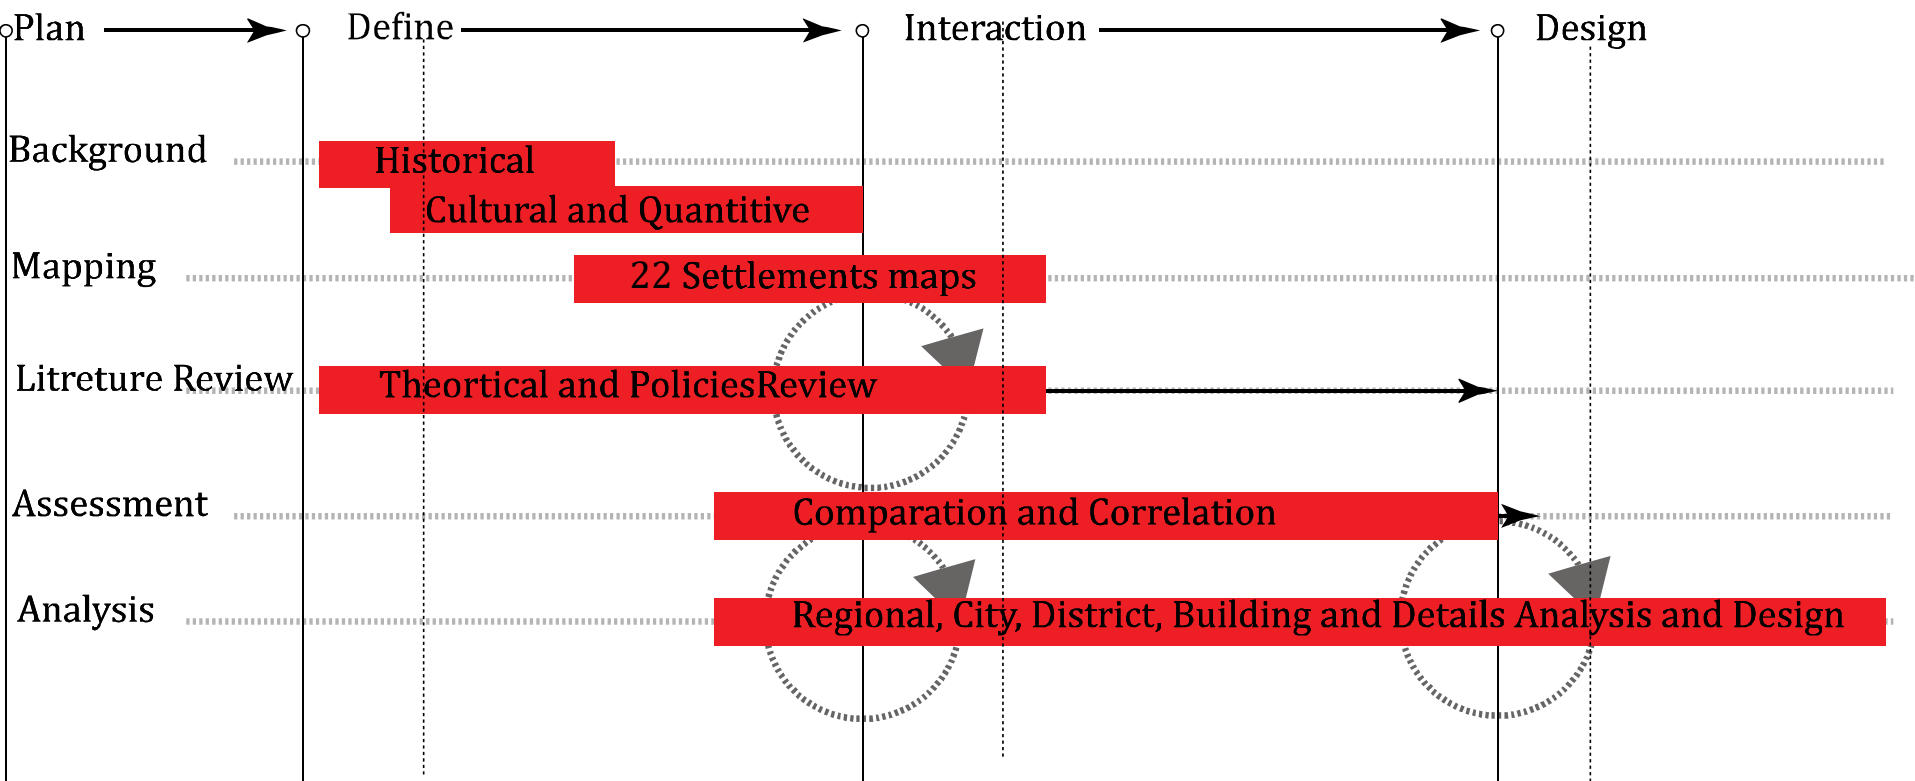 Plan
Define
Interaction
Design
Background
Historical
Cultural and Quantitive
Mapping
22 Settlements maps
Litreture Review
Theortical and PoliciesReview
Assessment
Comparation and Correlation
Analysis
Regional, City, District, Building and Details Analysis and Design